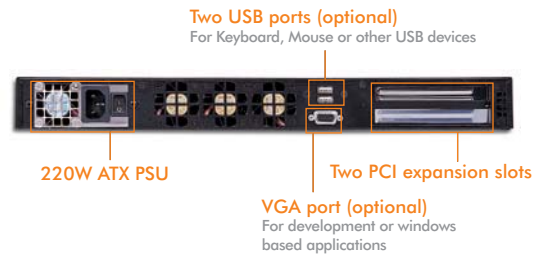 Two USB ports (optional)
For Keyboard, Mouse or other USB devices
220W ATX PSU
Two PCI expansion slots
VGA port (optional)
For development or windows
based applications